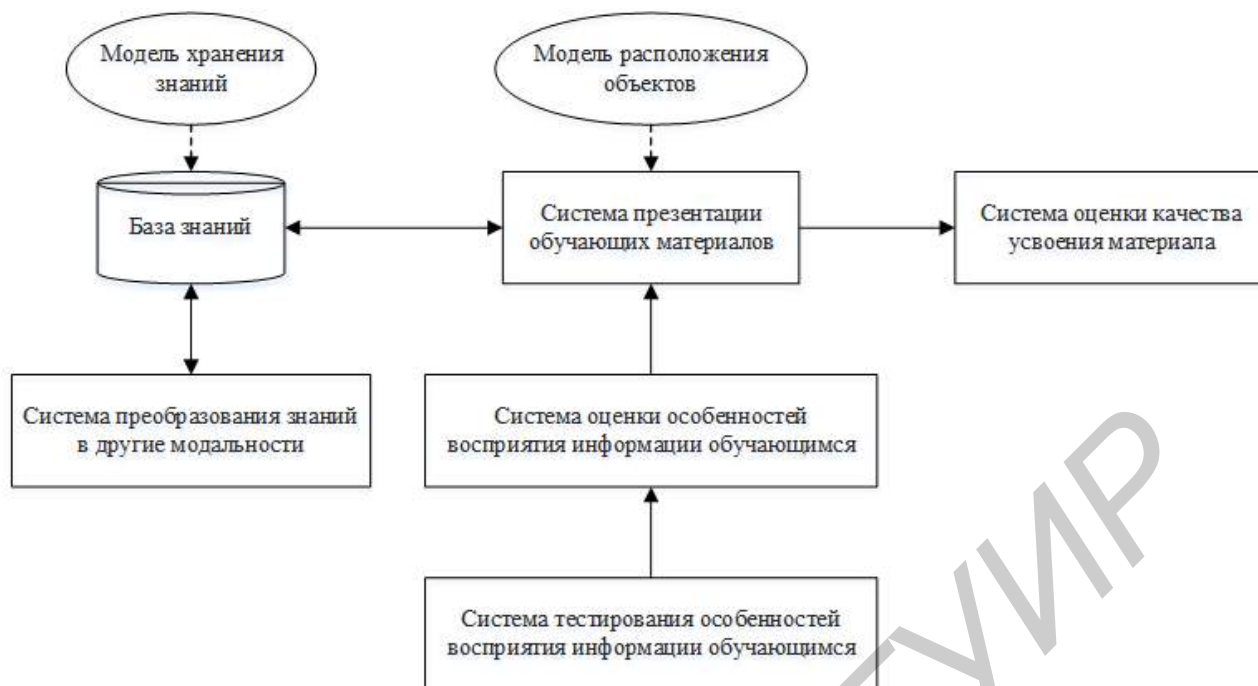 Модель хранения
знаний
Модель расположения
объектов
База знаний
Система презентации
обучающих материалов
Система оценки качества
усвоения материала
Система преобразования знаний
в другие модальности
Система оценки особенностей
восприятия информации обучающимся
Система тестирования особенностей
восприятия информации обучающимся
ГУИР